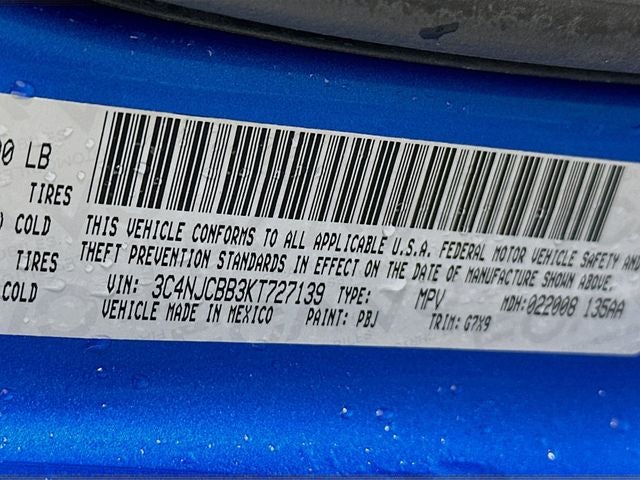 00 LB
TIRES
COLD
TIRES
COLD
THIS VEHICLE CONFORMS TO ALL APPLICABLE U.S.A. FEDERAL MOTOR VEHICLE SAFETY AND
THEFT PREVENTION STANDARDS IN EFFECT ON THE DATE OF MANUFACTURE SHOWN ABOVE.
VIN: 3C4NJCBB3KT727139 TYPE: MPV MDH:022008 135AA
VEHICLE MADE IN MEXICO PAINT: PBJ TRIM: G7X9